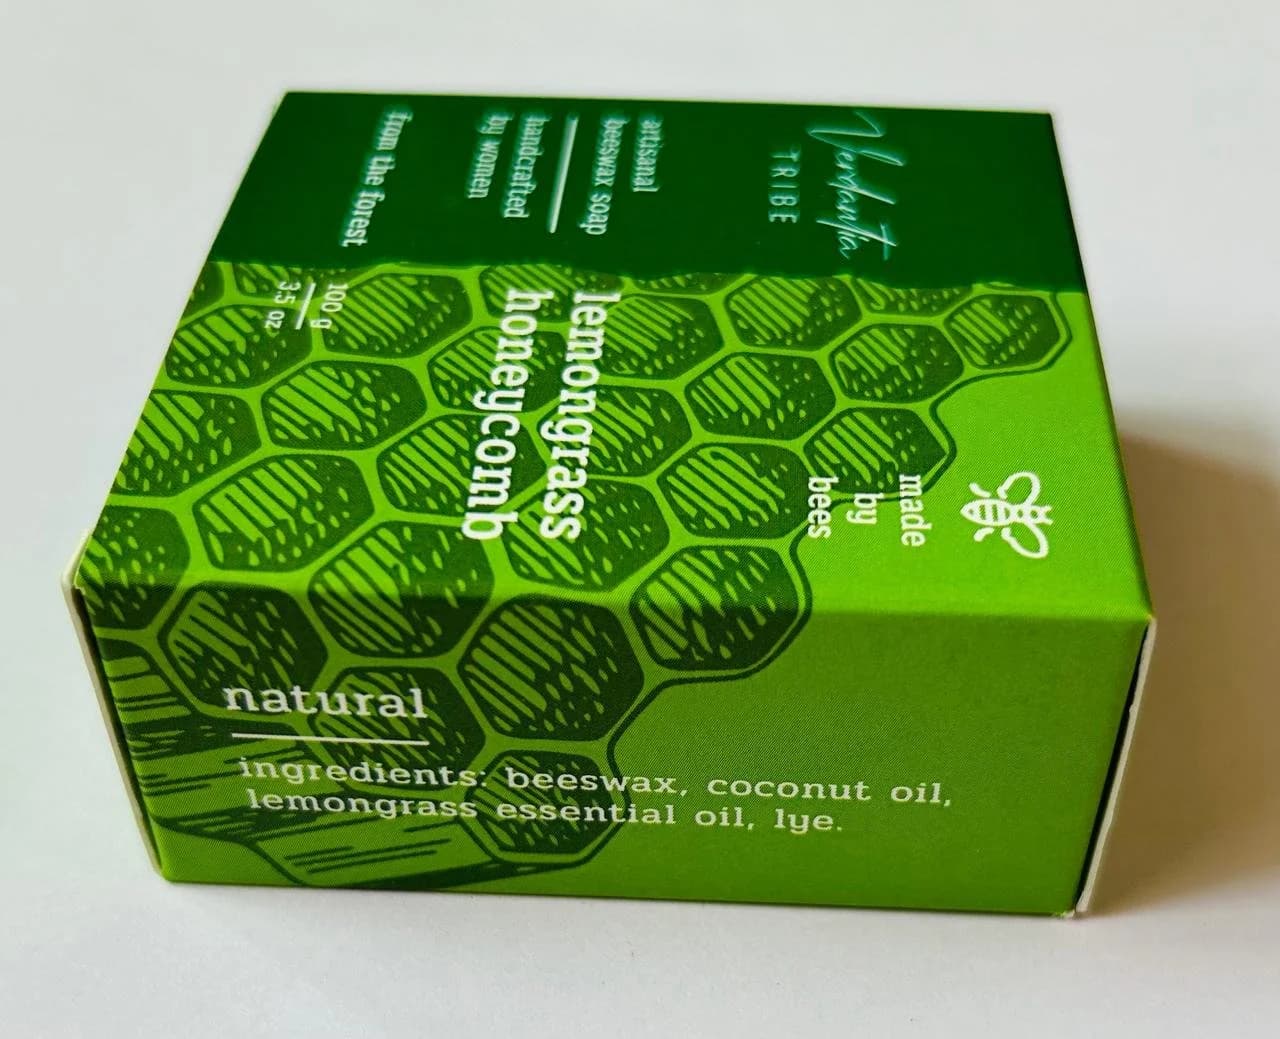 Verdantia
TRIBE
artisanal
beeswax soap
handcrafted
by women
from the forest
made
by
bees
lemongrass
honeycomb
100 g
3.5 oz
natural
ingredients: beeswax, coconut oil,
lemongrass essential oil, lye.